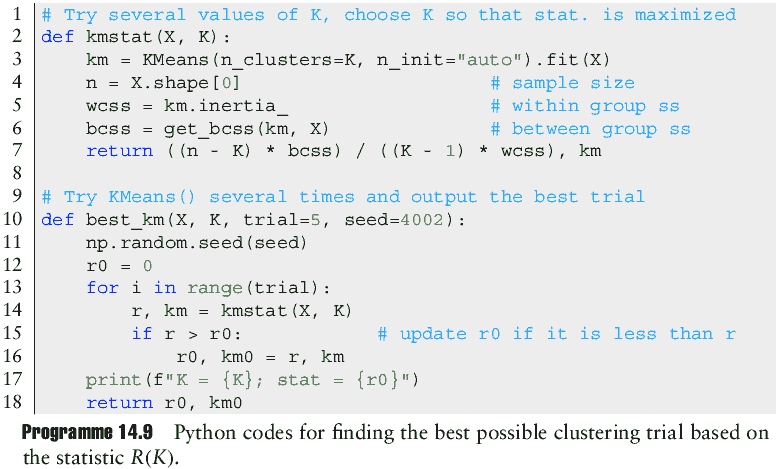 1 # Try several values of K, choose K so that stat. is maximized
2 def kmstat(X, K):
3     km = KMeans(n_clusters=K, n_init="auto").fit(X)
4     n = X.shape[0]                      # sample size
5     wcss = km.inertia_                  # within group ss
6     bcss = get_bcss(km, X)              # between group ss
7     return ((n - K) * bcss) / ((K - 1) * wcss), km
8
9 # Try KMeans() several times and output the best trial
10 def best_km(X, K, trial=5, seed=4002):
11     np.random.seed(seed)
12     r0 = 0
13     for i in range(trial):
14         r, km = kmstat(X, K)
15         if r > r0:            # update r0 if it is less than r
16             r0, km0 = r, km
17     print(f"K = {K}; stat = {r0}")
18     return r0, km0
Programme 14.9 Python codes for finding the best possible clustering trial based on
the statistic R(K).